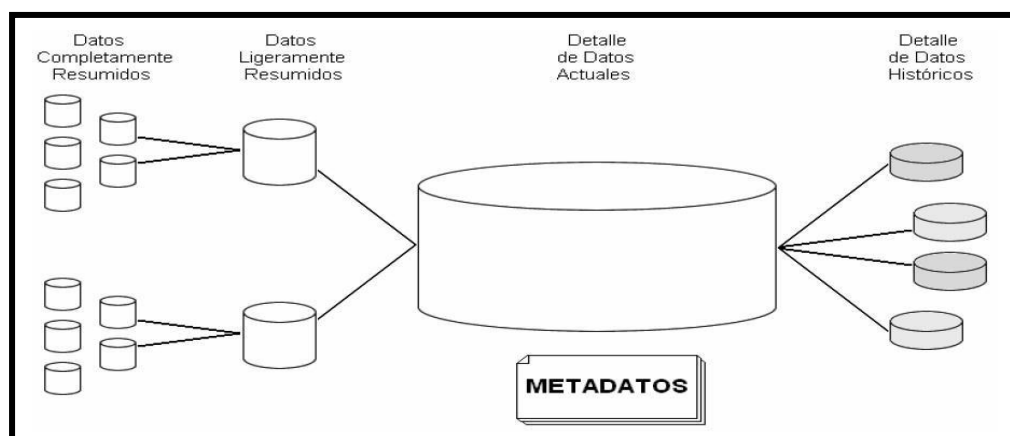 Datos
Completamente
Resumidos
Datos
Ligeramente
Resumidos
Detalle
de Datos
Actuales
Detalle
de Datos
Históricos
METADATOS